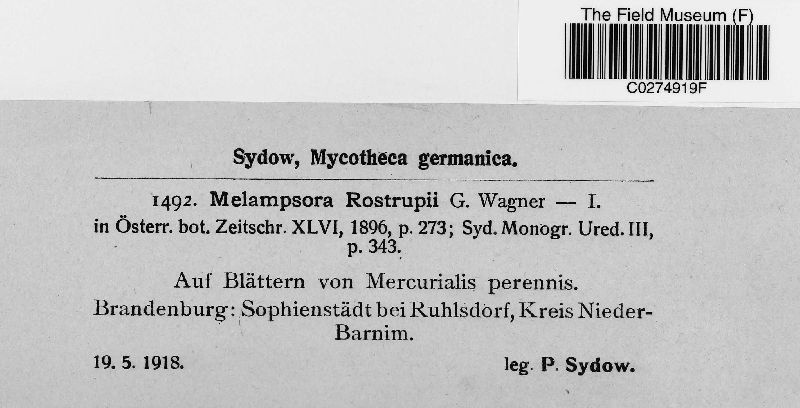 The Field Museum (F)
C0274919F
Sydow, Mycotheca germanica.
1492. Melampsora Rostrupii G. Wagner — I.
in Österr. bot. Zeitschr. XLVI, 1896, p. 273; Syd. Monogr. Ured. III,
p. 343.
Auf Blättern von Mercurialis perennis.
Brandenburg: Sophienstädt bei Ruhlsdorf, Kreis Nieder-
Barnim.
19. 5. 1918. leg. P. Sydow.